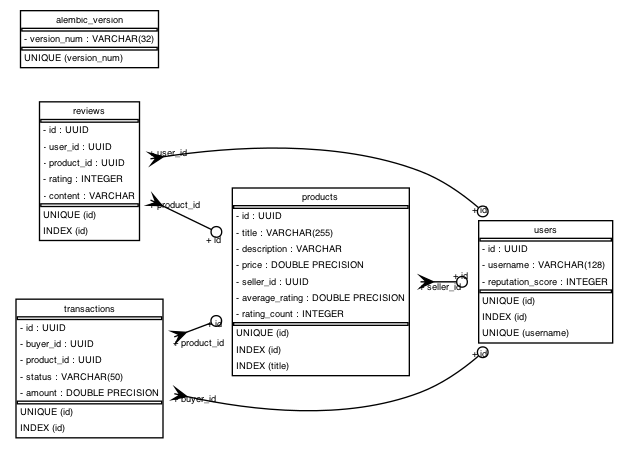 alembic_version
- version_num : VARCHAR(32)
UNIQUE (version_num)
reviews
- id : UUID
- user_id : UUID
- product_id : UUID
- rating : INTEGER
- content : VARCHAR
UNIQUE (id)
INDEX (id)
+ user_id
+ product_id
+ id
products
- id : UUID
- title : VARCHAR(255)
- description : VARCHAR
- price : DOUBLE PRECISION
- seller_id : UUID
- average_rating : DOUBLE PRECISION
- rating_count : INTEGER
UNIQUE (id)
INDEX (id)
INDEX (title)
+ id
users
- id : UUID
- username : VARCHAR(128)
- reputation_score : INTEGER
UNIQUE (id)
INDEX (id)
UNIQUE (username)
+ id
+ seller_id
+ id
transactions
- id : UUID
- buyer_id : UUID
- product_id : UUID
- status : VARCHAR(50)
- amount : DOUBLE PRECISION
UNIQUE (id)
INDEX (id)
+ id
+ product_id
+ buyer_id